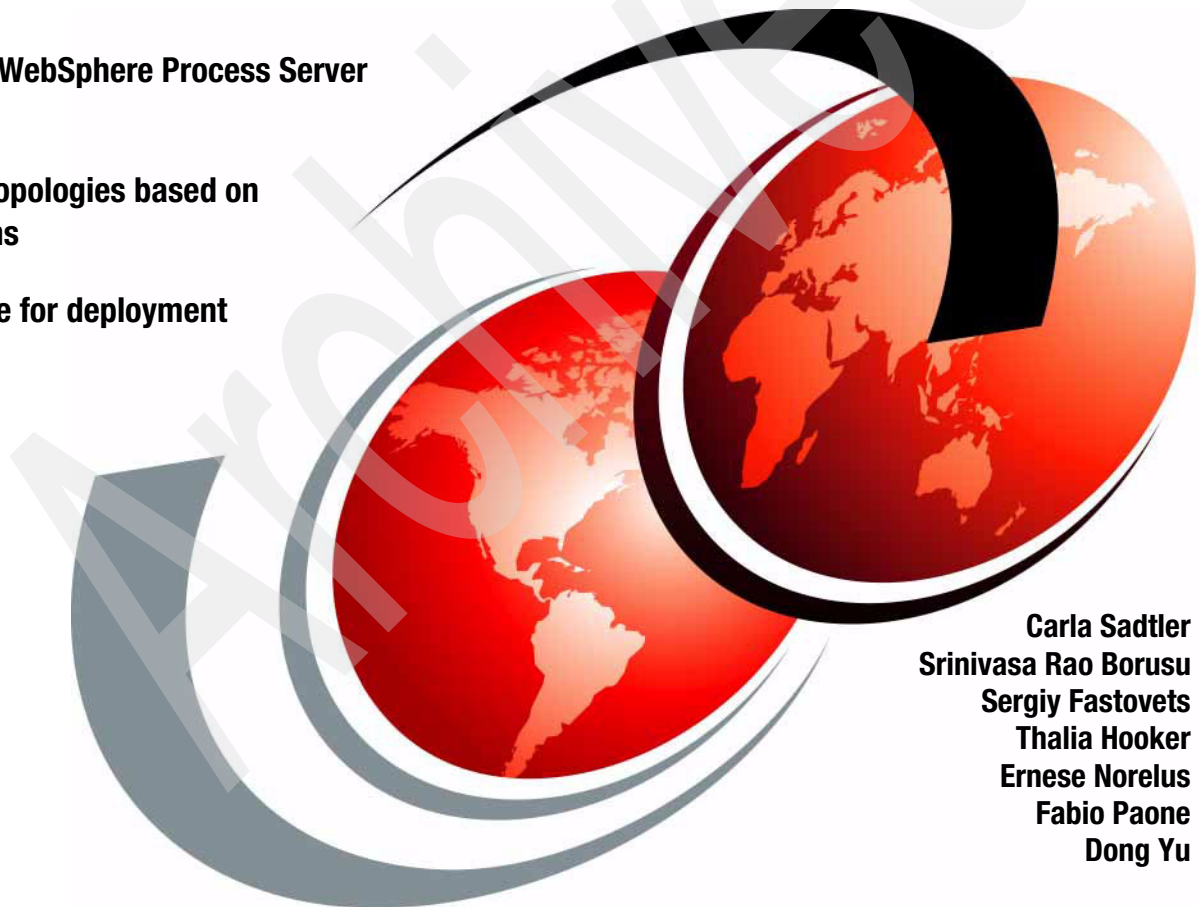 WebSphere Process Server
opologies based on
ns
e for deployment
Carla Sadtler
Srinivasa Rao Borusu
Sergiy Fastovets
Thalia Hooker
Ernese Norelus
Fabio Paone
Dong Yu
Archive